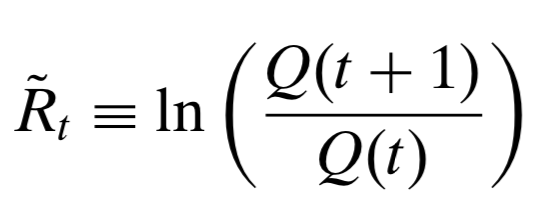 R̃_t ≡ ln ( Q(t + 1) / Q(t) )